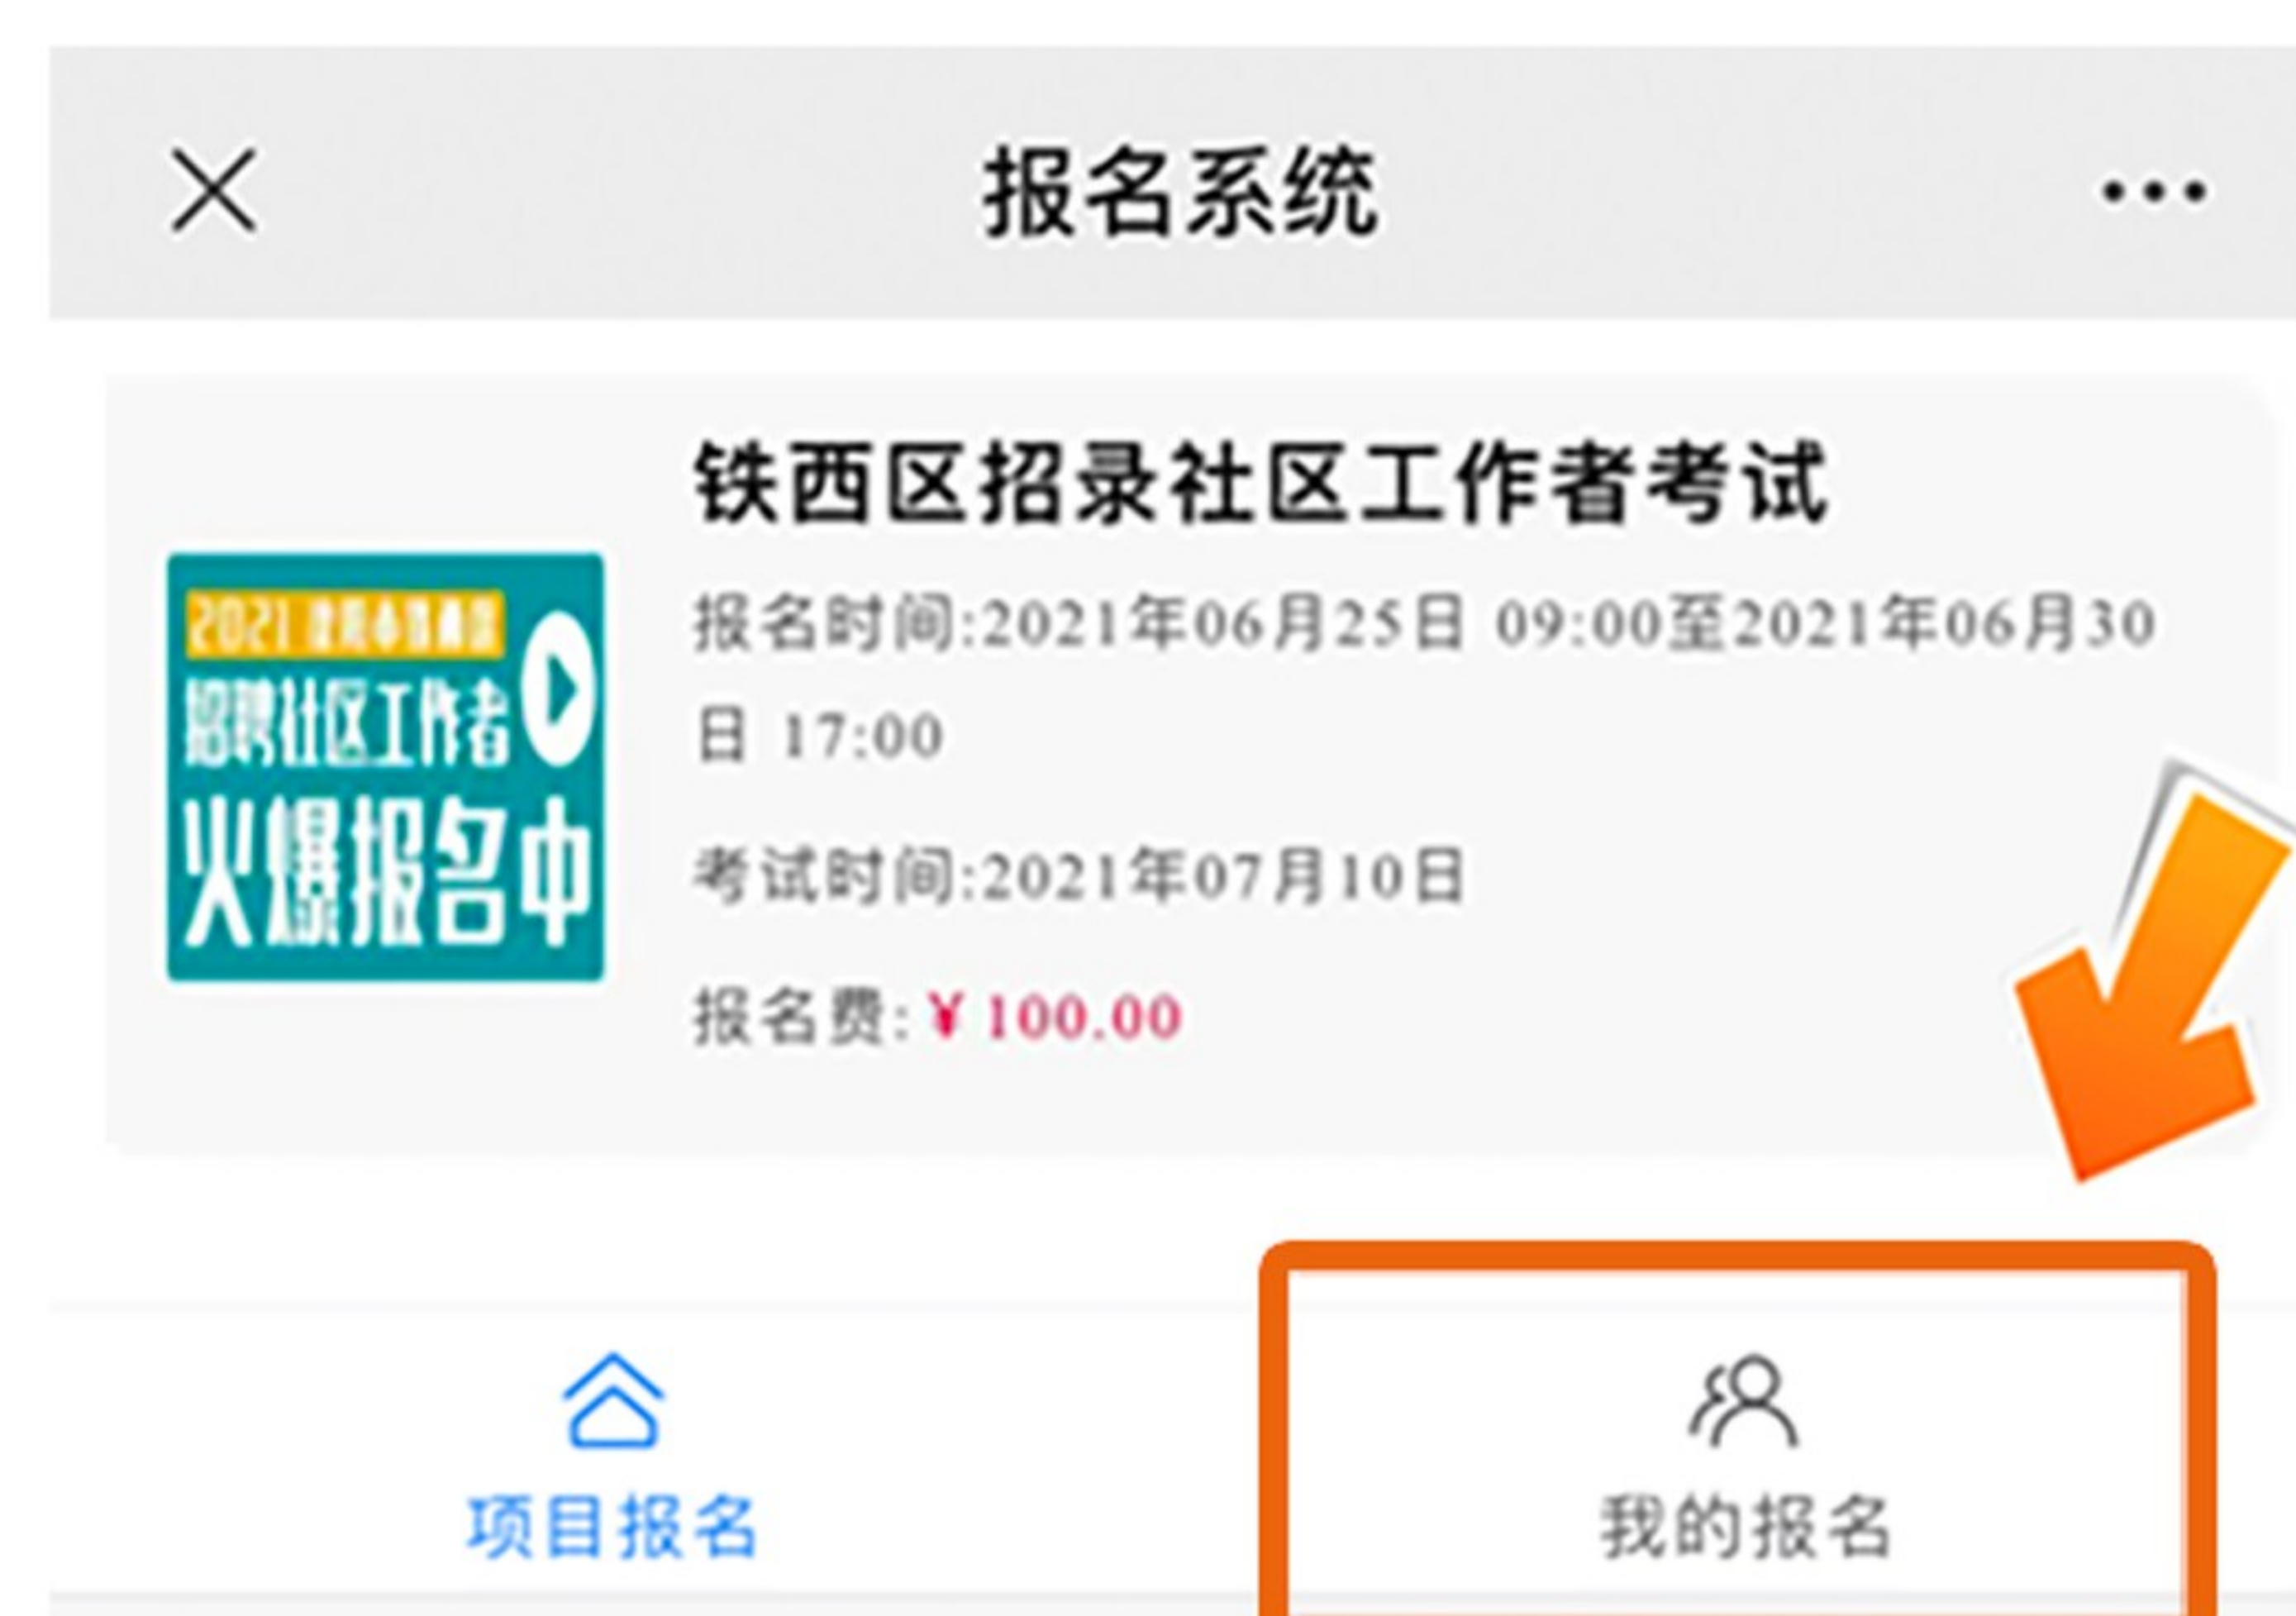 报名系统
铁西区招录社区工作者考试
报名时间:2021年06月25日 09:00至2021年06月30
日 17:00
考试时间:2021年07月10日
报名费:￥100.00
2021
招聘社区工作者
火爆报名中
项目报名
我的报名